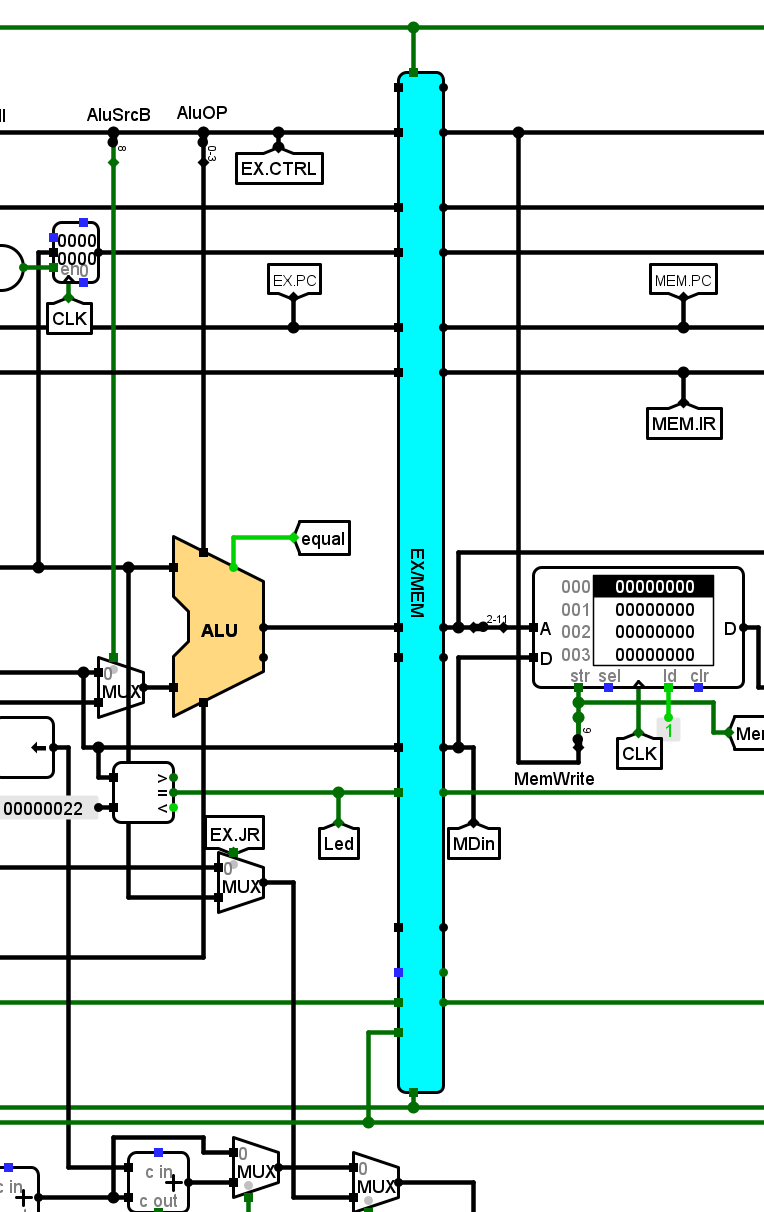 ll
AluSrcB
AluOP
8
0-3
EX.CTRL
0000
0000
en0
CLK
EX.PC
MEM.PC
MEM.IR
equal
EX/MEM
ALU
0
MUX
2-11
000 00000000
001 00000000
002 00000000
003 00000000
A
D
D
str sel ld clr
1
9
CLK
Mer
MemWrite
00000022
EX.JR
0
MUX
Led
MDin
c in
c in
c out
0
MUX
0
MUX